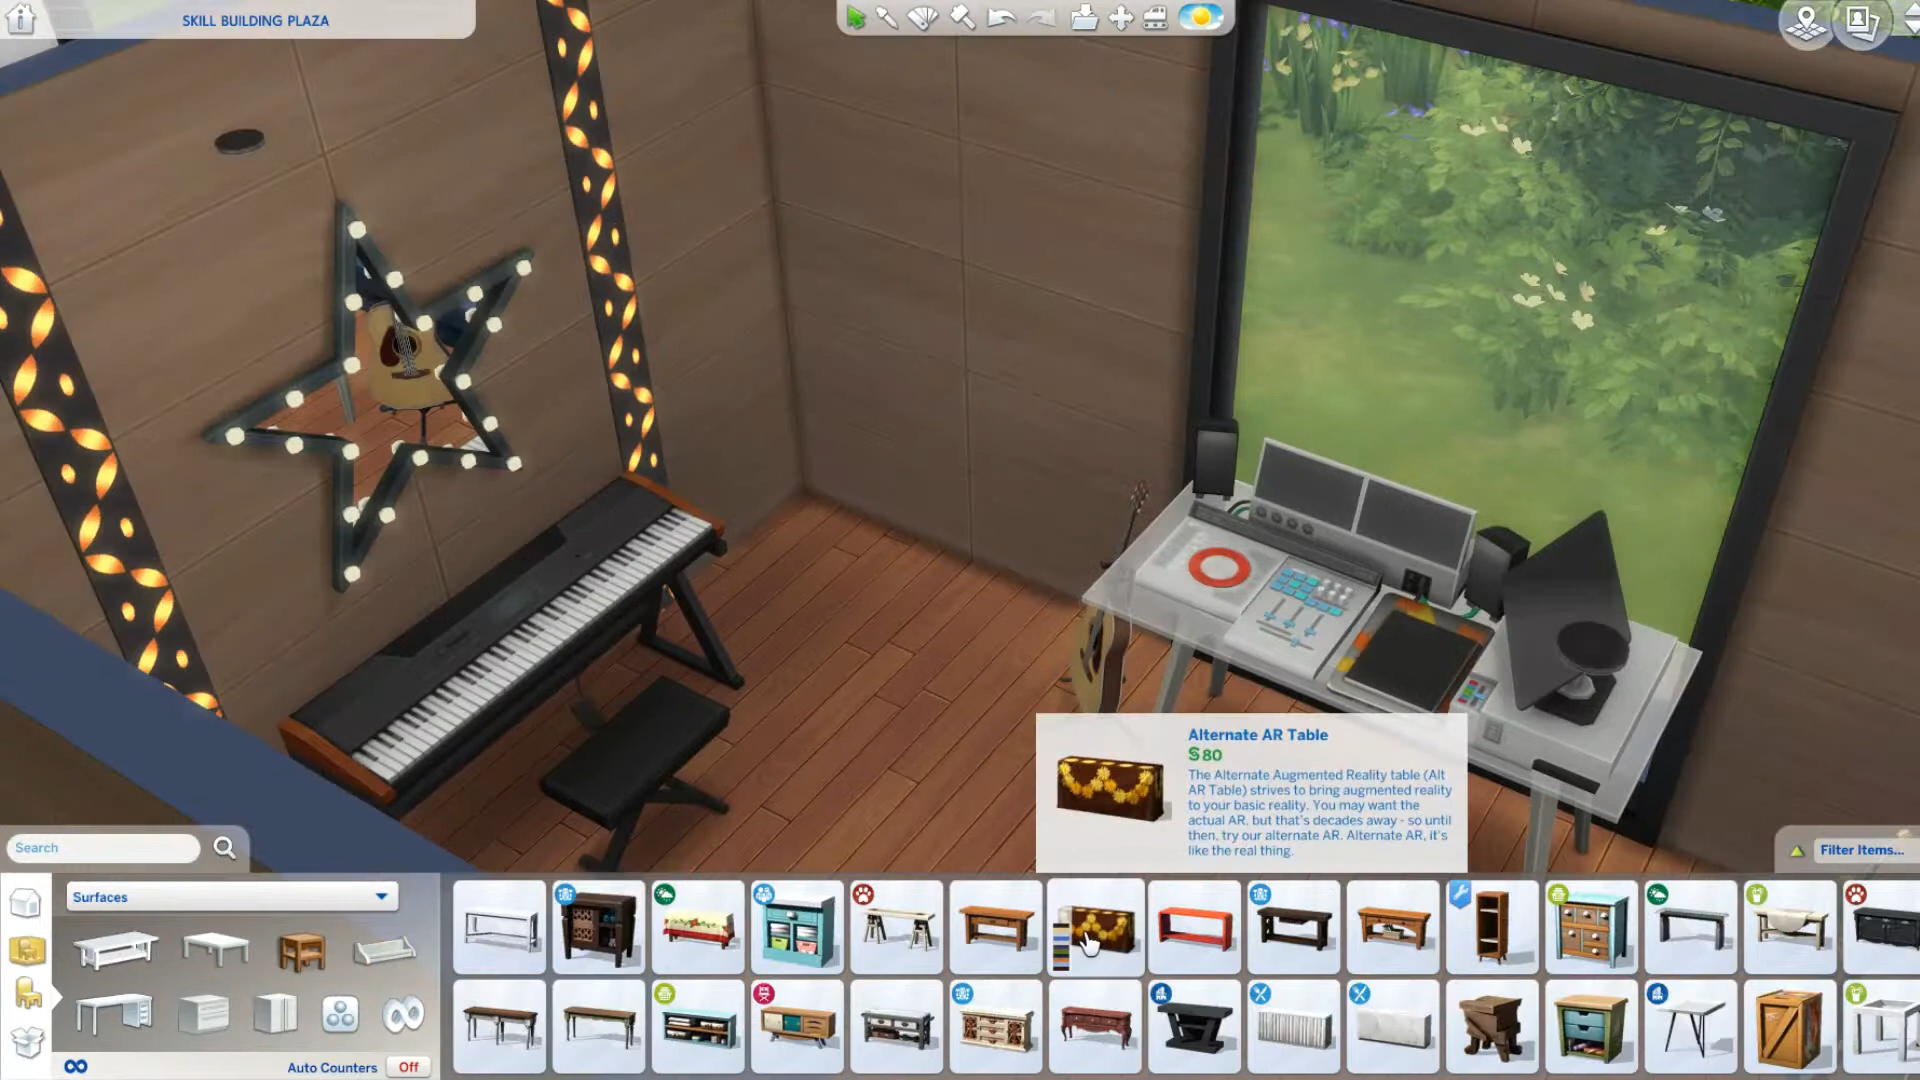 SKILL BUILDING PLAZA
Alternate AR Table
§80
The Alternate Augmented Reality table (Alt
AR Table) strives to bring augmented reality
to your basic reality. You may want the
actual AR, but that's decades away - so until
then, try our alternate AR. Alternate AR, it's
like the real thing.
Search
Filter Items...
Surfaces
Auto Counters Off